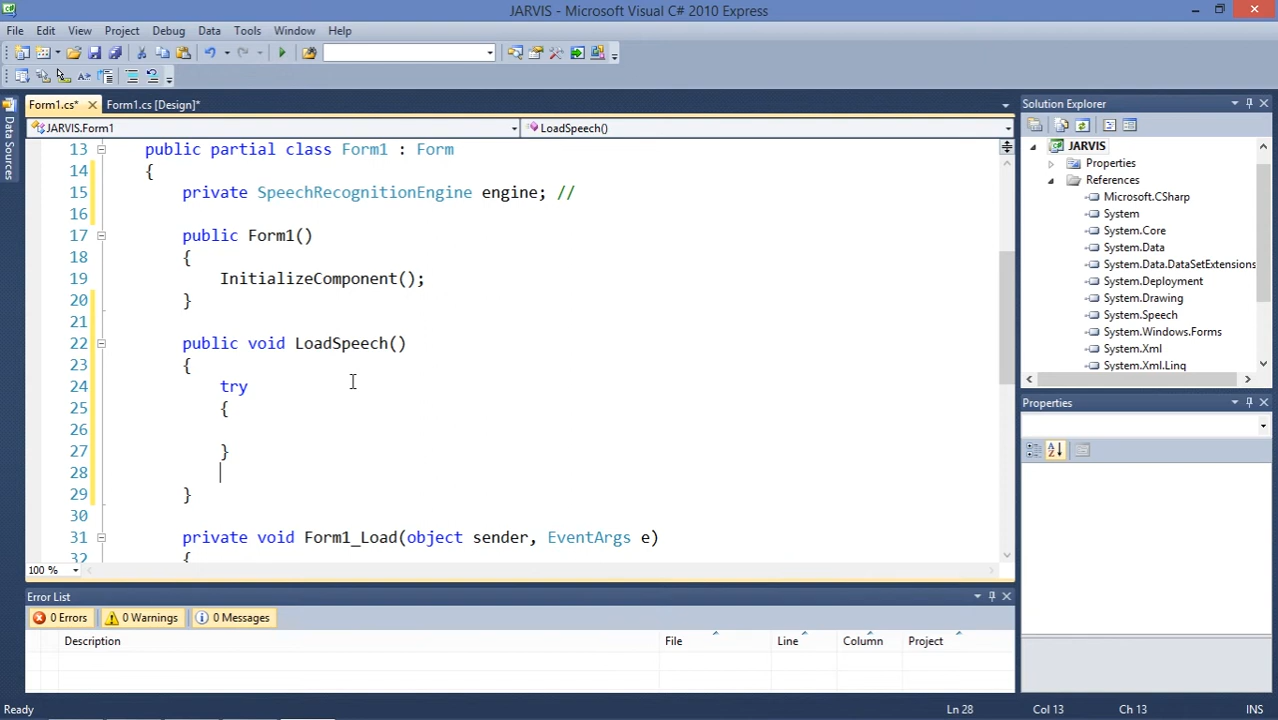 JARVIS - Microsoft Visual C# 2010 Express
File Edit View Project Debug Data Tools Window Help
Form1.cs* Form1.cs [Design]*
Data Sources
JARVIS.Form1 LoadSpeech()
13 public partial class Form1 : Form
14 {
15 private SpeechRecognitionEngine engine; //
16
17 public Form1()
18 {
19 InitializeComponent();
20 }
21
22 public void LoadSpeech()
23 {
24 try
25 {
26
27 }
28
29 }
30
31 private void Form1_Load(object sender, EventArgs e)
32 {
100 %
Solution Explorer
JARVIS
Properties
References
Microsoft.CSharp
System
System.Core
System.Data
System.Data.DataSetExtensions
System.Deployment
System.Drawing
System.Speech
System.Windows.Forms
System.Xml
System.Xml.Linq
Properties
Error List
0 Errors 0 Warnings 0 Messages
Description File Line Column Project
Ready Ln 28 Col 13 Ch 13 INS